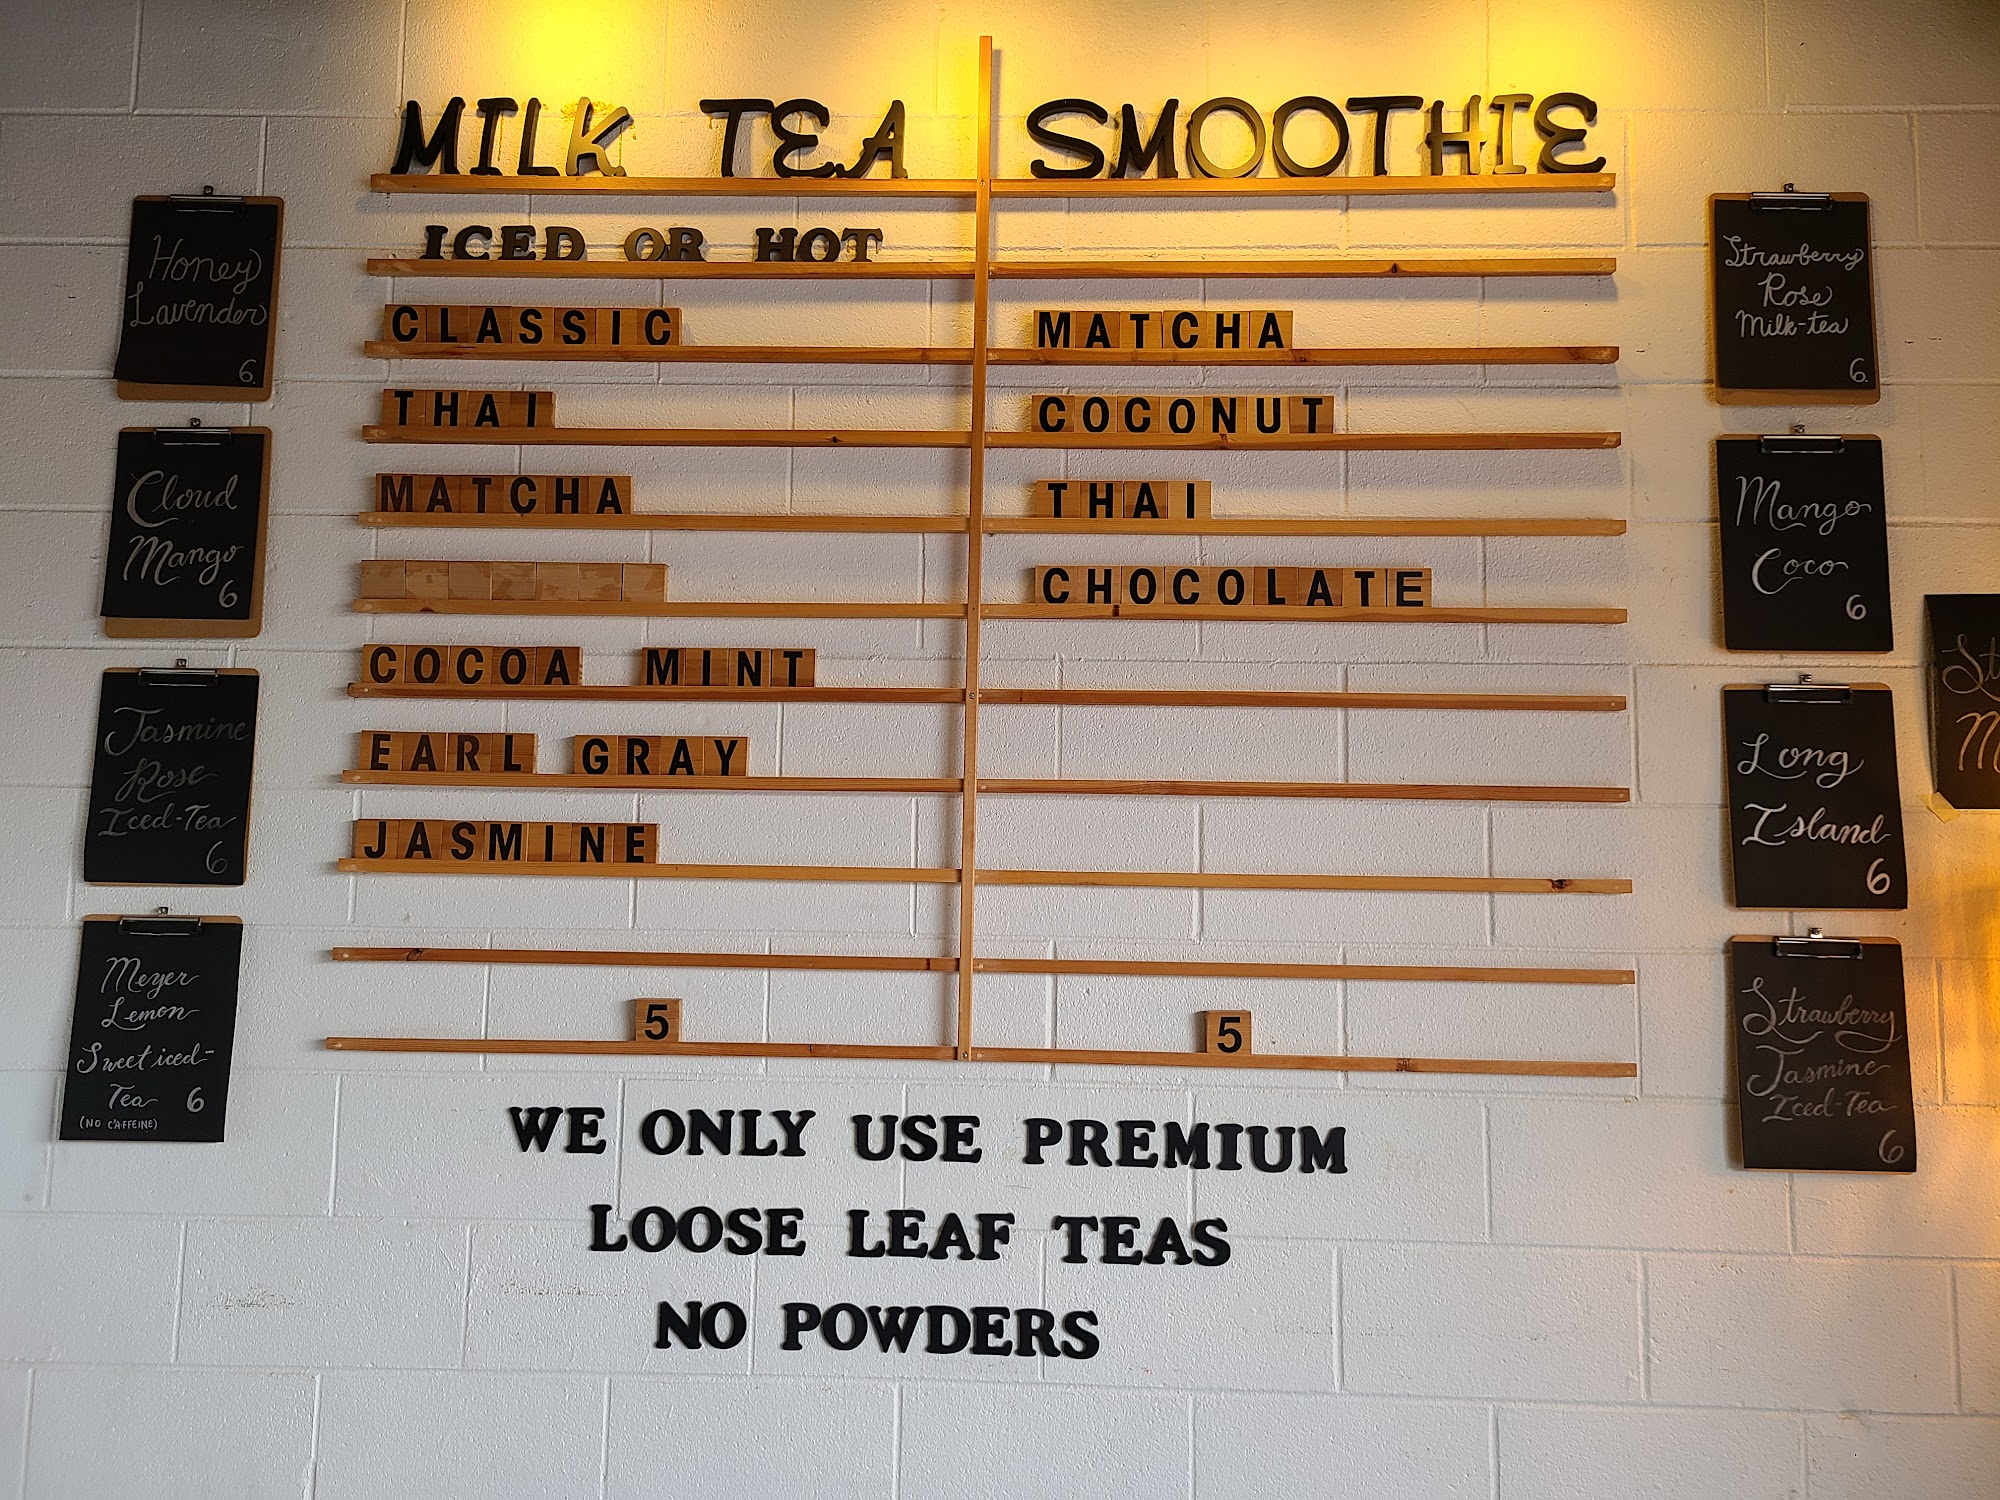 MILK TEA
ICED OR HOT
CLASSIC
THAI
MATCHA
COCOA MINT
EARL GRAY
JASMINE
5
SMOOTHIE
MATCHA
COCONUT
THAI
CHOCOLATE
5
WE ONLY USE PREMIUM
LOOSE LEAF TEAS
NO POWDERS
Honey
Lavender
6.
Cloud
Mango
6
Jasmine
Rose
Iced-Tea
6
Meyer
Lemon
Sweet iced-
Tea 6
(NO CAFFEINE)
Strawberry
Rose
Milk-tea
6.
Mango
Coco
6
Long
Island
6
Strawberry
Jasmine
Iced-Tea
6